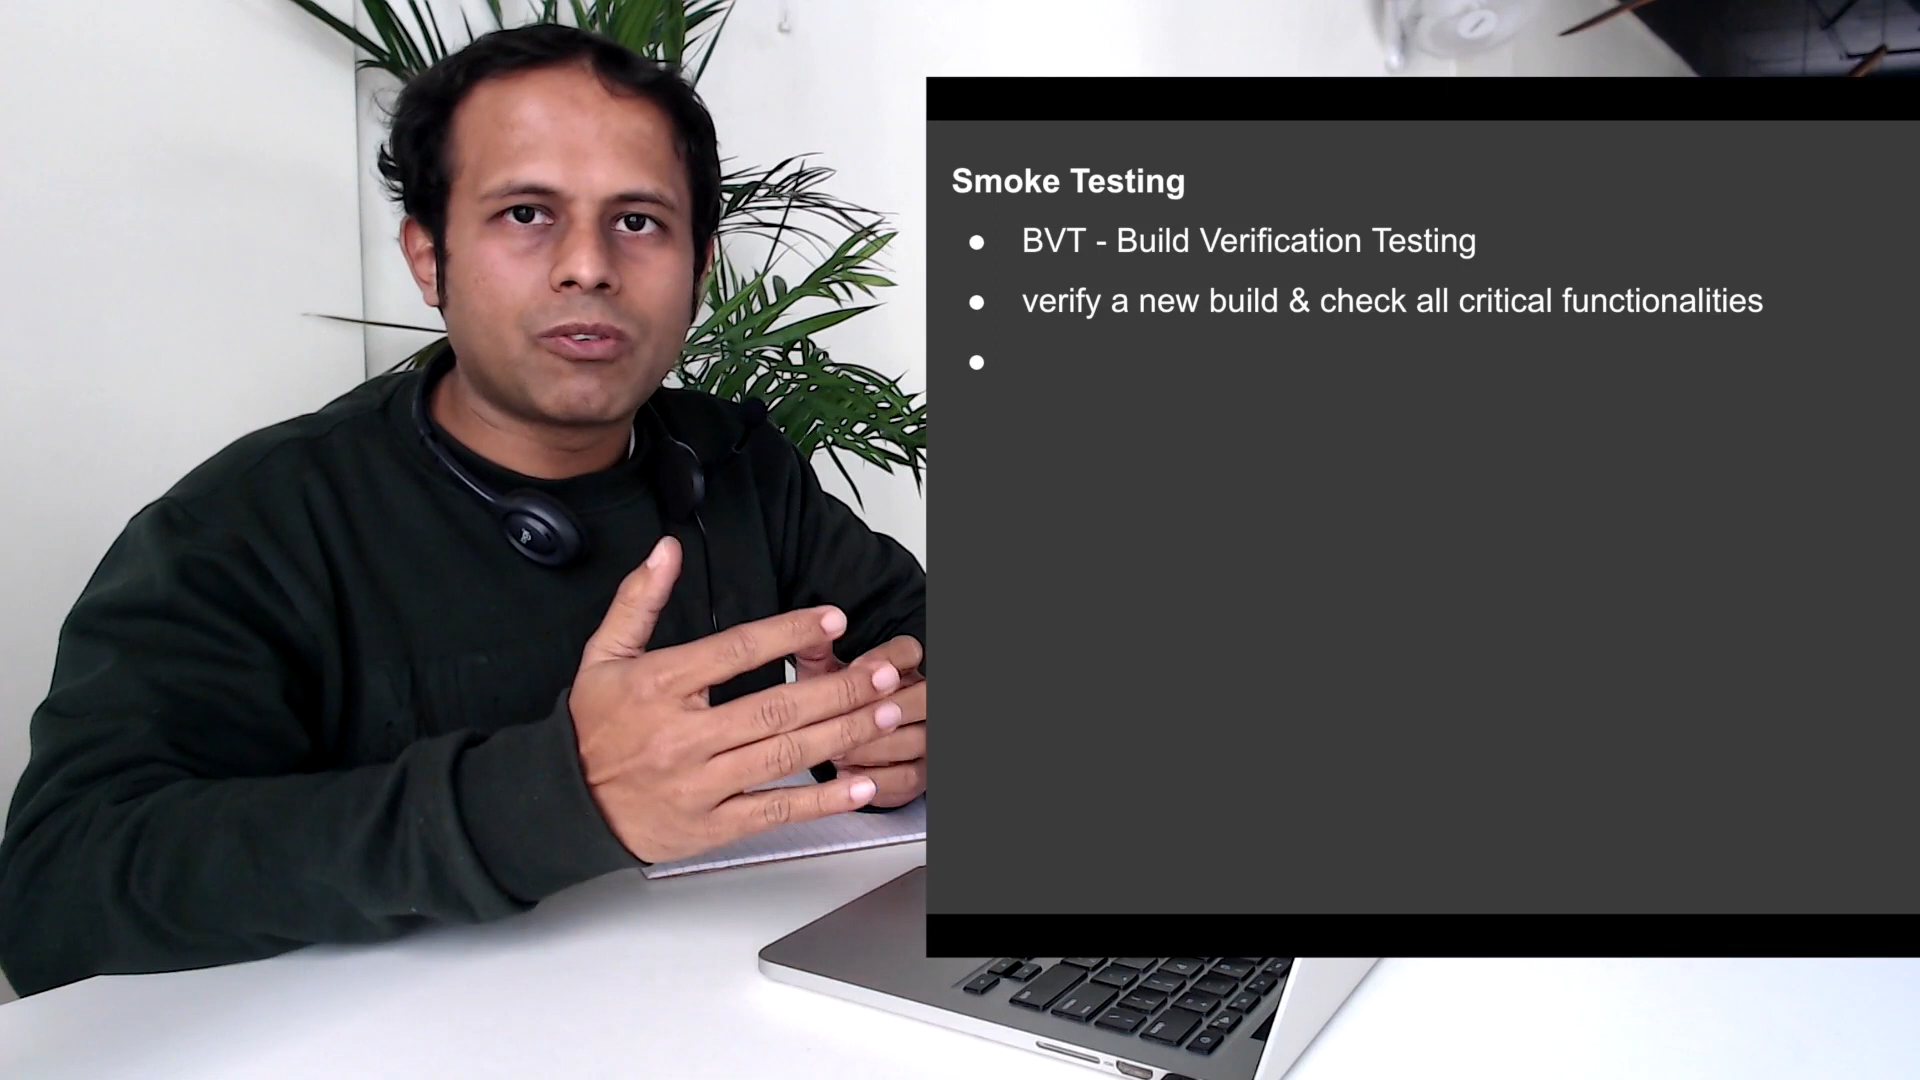 Smoke Testing
● BVT - Build Verification Testing
● verify a new build & check all critical functionalities
●